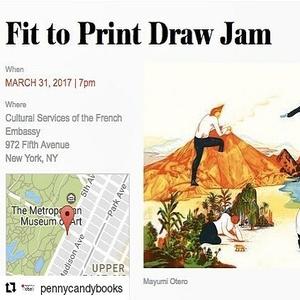 Fit to Print Draw Jam
When
MARCH 31, 2017 | 7pm
Where
Cultural Services of the French
Embassy
972 Fifth Avenue
New York, NY
5th Ave
Park Ave
The Metropolitan
Museum of Art
Madison Ave
UPPER
Mayumi Otero
pennycandybooks